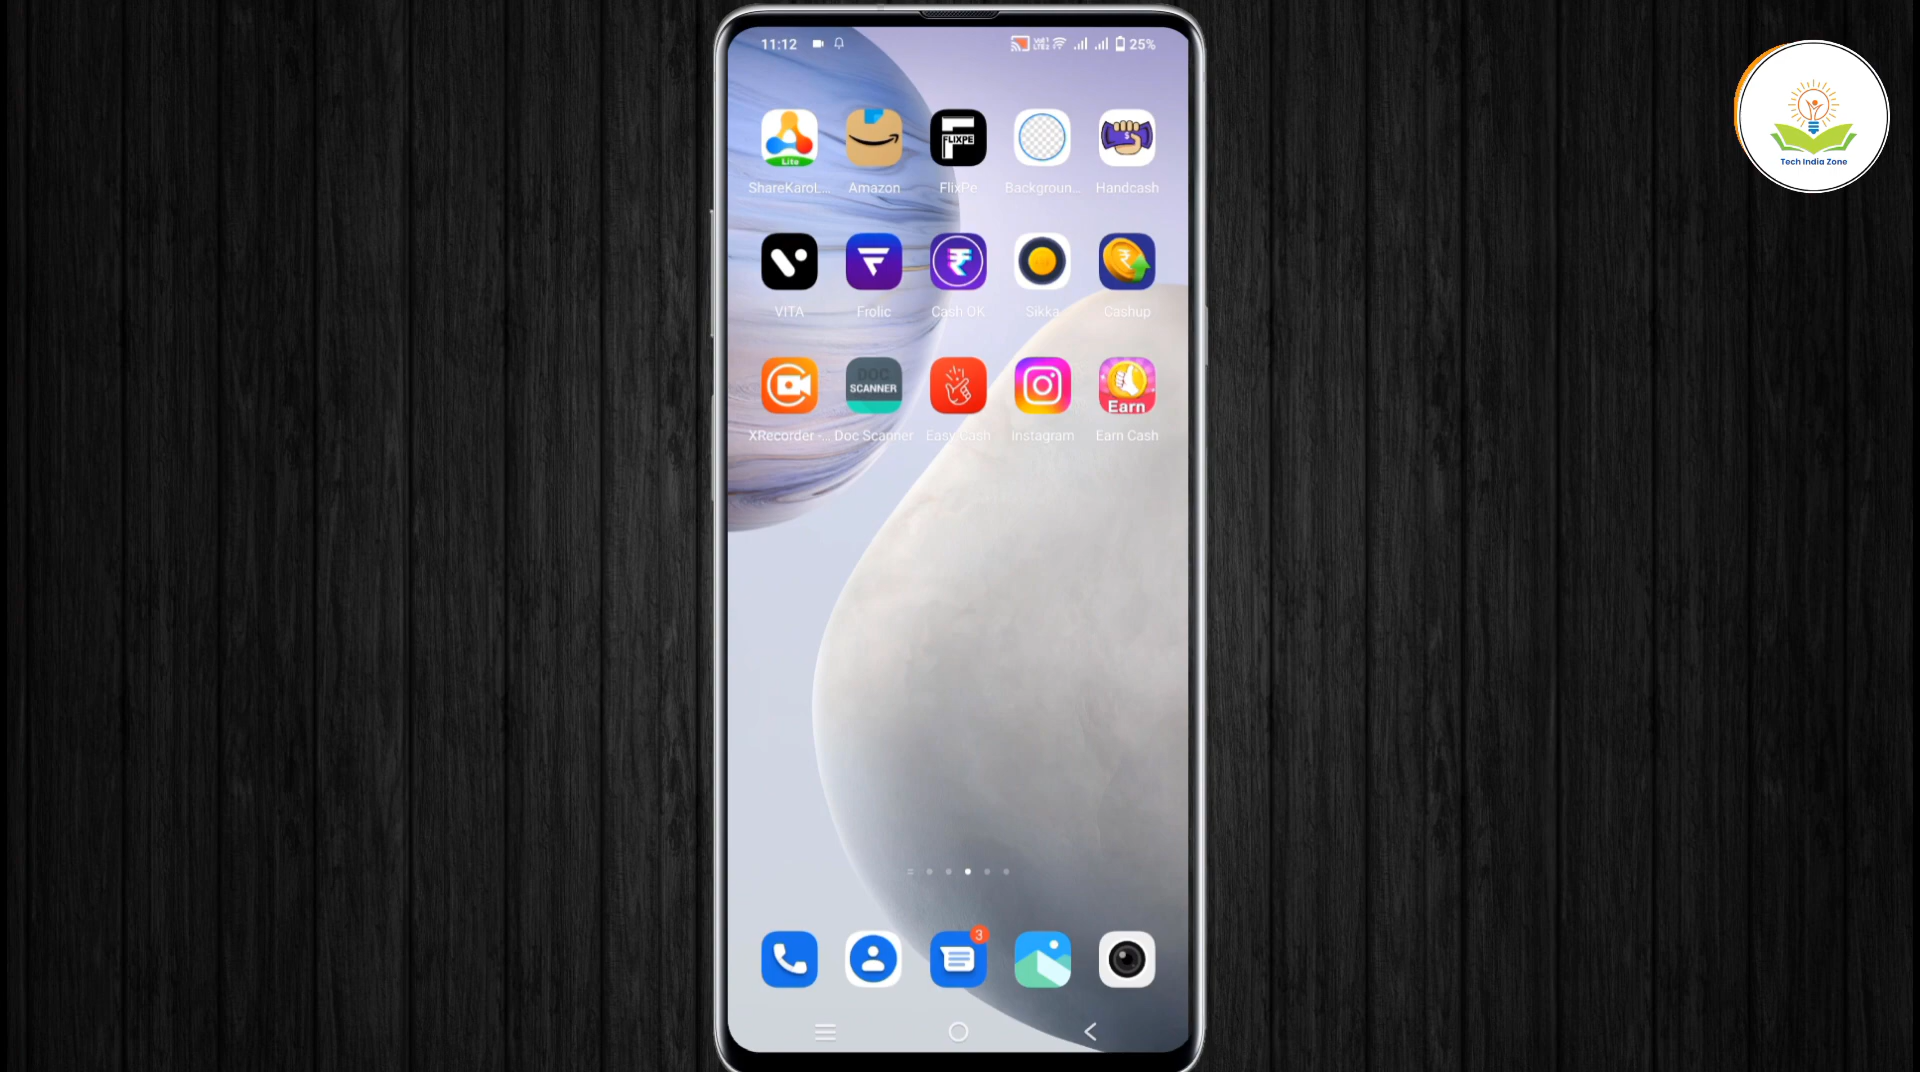 11:12
25%
Lite
FLIXPE
$
ShareKaroL... Amazon FlixPe Backgroun... Handcash
VITA Frolic Cash OK Sikka Cashup
DOC
SCANNER
Earn
XRecorder -... Doc Scanner Easy Cash Instagram Earn Cash
3
Tech India Zone